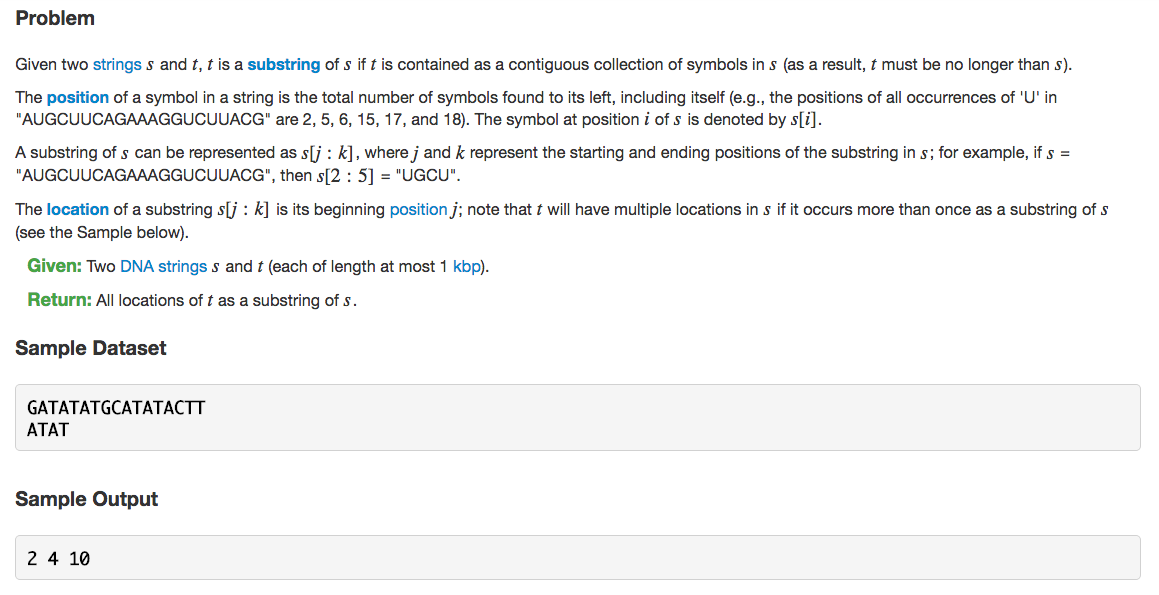 Problem
Given two strings s and t, t is a substring of s if t is contained as a contiguous collection of symbols in s (as a result, t must be no longer than s).
The position of a symbol in a string is the total number of symbols found to its left, including itself (e.g., the positions of all occurrences of 'U' in
"AUGCUUCAGAAAGGUCUUACG" are 2, 5, 6, 15, 17, and 18). The symbol at position i of s is denoted by s[i].
A substring of s can be represented as s[j : k], where j and k represent the starting and ending positions of the substring in s; for example, if s =
"AUGCUUCAGAAAGGUCUUACG", then s[2 : 5] = "UGCU".
The location of a substring s[j : k] is its beginning position j; note that t will have multiple locations in s if it occurs more than once as a substring of s
(see the Sample below).
Given: Two DNA strings s and t (each of length at most 1 kbp).
Return: All locations of t as a substring of s.
Sample Dataset
GATATATGCATATACTT
ATAT
Sample Output
2 4 10